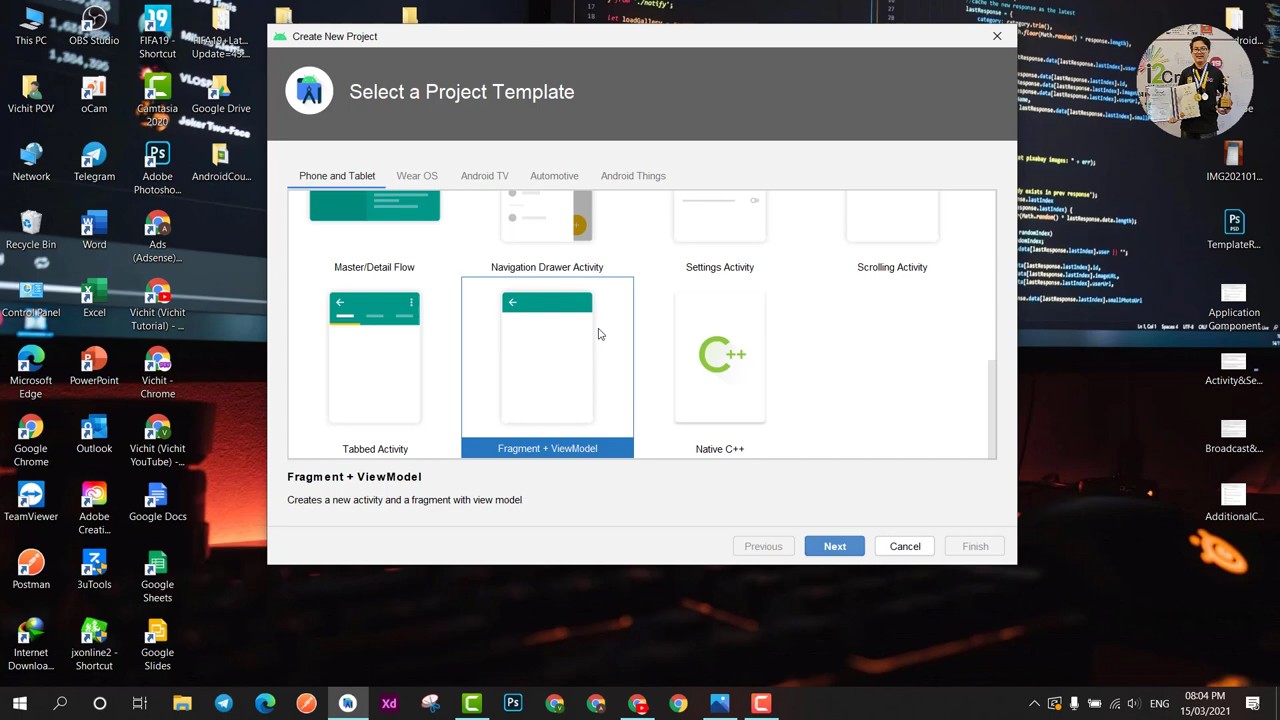 Create New Project
Select a Project Template
Phone and Tablet
Wear OS
Android TV
Automotive
Android Things
Master/Detail Flow
Navigation Drawer Activity
Settings Activity
Scrolling Activity
Tabbed Activity
Fragment + ViewModel
C++
Native C++
Fragment + ViewModel
Creates a new activity and a fragment with view model
Previous
Next
Cancel
Finish
This PC
OBS Studio
FIFA19 - Shortcut
FIFA19_Lat... Update=45...
Vichit POV
oCam
Camtasia 2020
Google Drive
Network
Telegram
Adobe Photosho...
AndroidCou...
Recycle Bin
Word
Ads (Adsense)...
Control Panel
Excel
Vichit (Vichit Tutorial) - ...
Microsoft Edge
PowerPoint
Vichit - Chrome
Google Chrome
Outlook
Vichit (Vichit YouTube) - ...
TeamViewer
Adobe Creati...
Google Docs
Postman
3uTools
Google Sheets
Internet Downloa...
jxonline2 - Shortcut
Google Slides
IMG202101...
TemplateR...
Application Component...
Activity&Se...
Broadcast&...
AdditionalC...
ENG
08:04 PM
15/03/2021